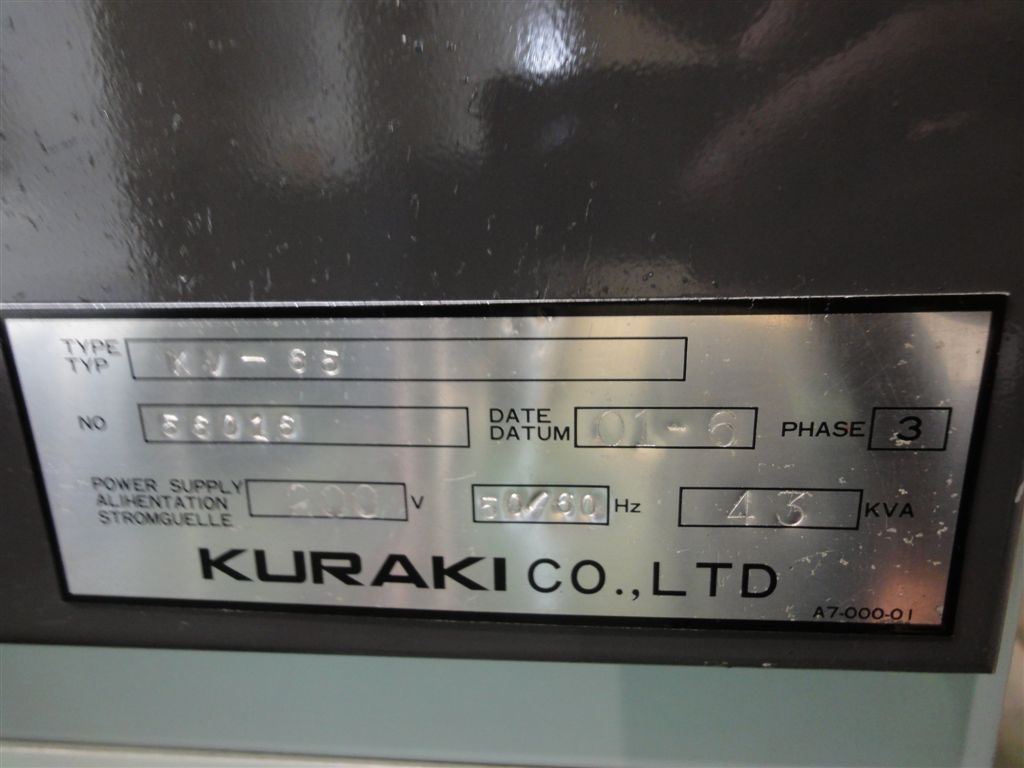 TYPE
TYP
KV-65
NO 56016
DATE
DATUM 01-6
PHASE 3
POWER SUPPLY
ALIHENTATION
STROMGUELLE
200 V 50/60 Hz 43 KVA
KURAKI CO.,LTD
A7-000-01